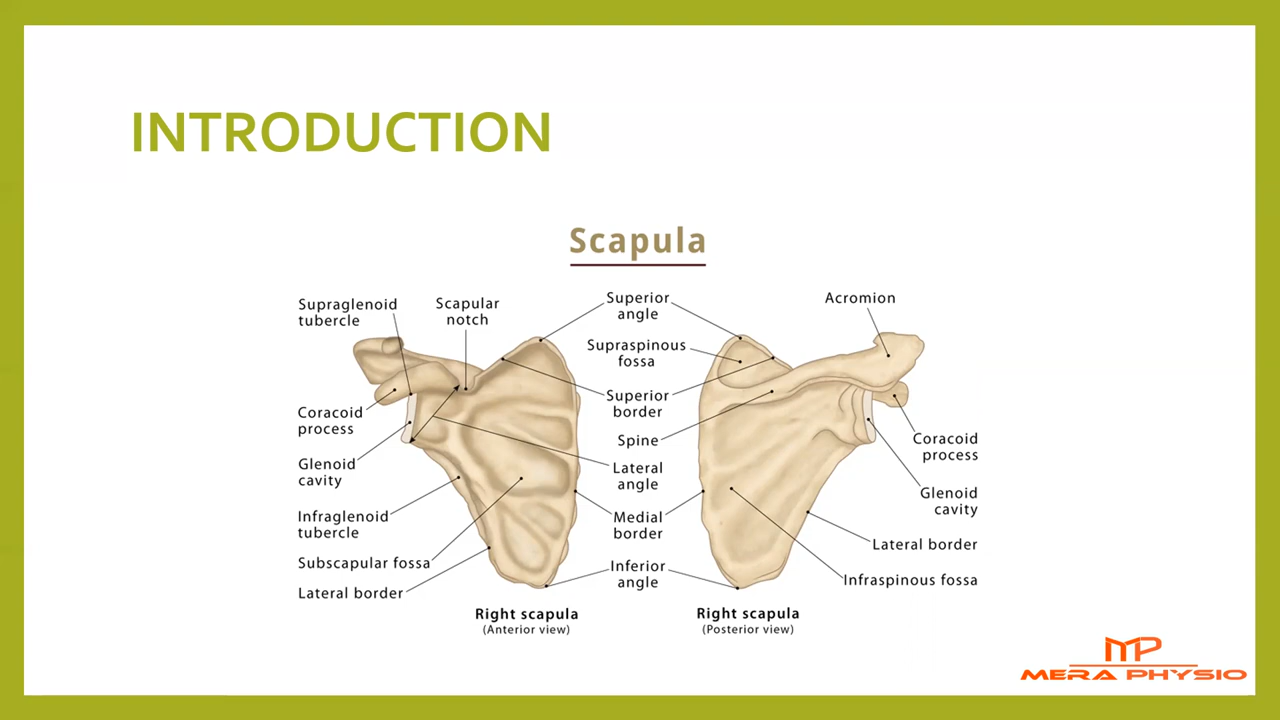 INTRODUCTION
Scapula
Supraglenoid
tubercle
Scapular
notch
Superior
angle
Acromion
Supraspinous
fossa
Superior
border
Coracoid
process
Spine
Coracoid
process
Glenoid
cavity
Lateral
angle
Glenoid
cavity
Infraglenoid
tubercle
Medial
border
Lateral border
Subscapular fossa
Inferior
angle
Infraspinous fossa
Lateral border
Right scapula
(Anterior view)
Right scapula
(Posterior view)
MP
MERA PHYSIO